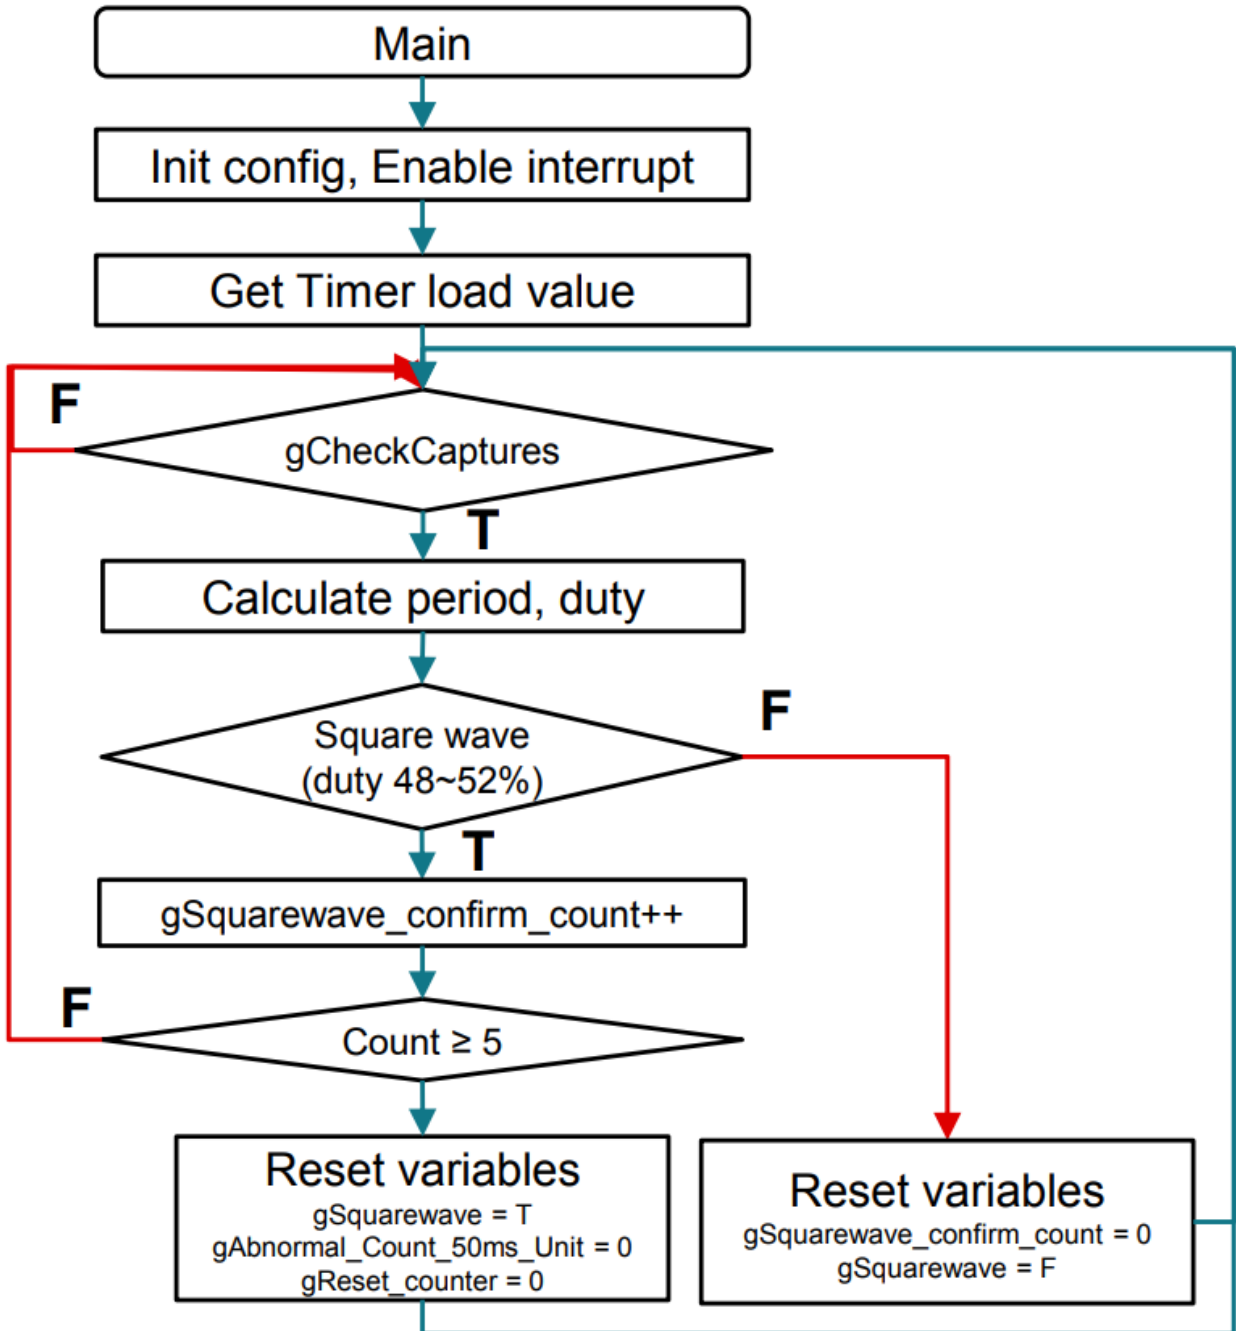 Main
Init config, Enable interrupt
Get Timer load value
F
gCheckCaptures
T
Calculate period, duty
Square wave
(duty 48~52%)
F
T
gSquarewave_confirm_count++
F
Count ≥ 5
Reset variables
gSquarewave = T
gAbnormal_Count_50ms_Unit = 0
gReset_counter = 0
Reset variables
gSquarewave_confirm_count = 0
gSquarewave = F